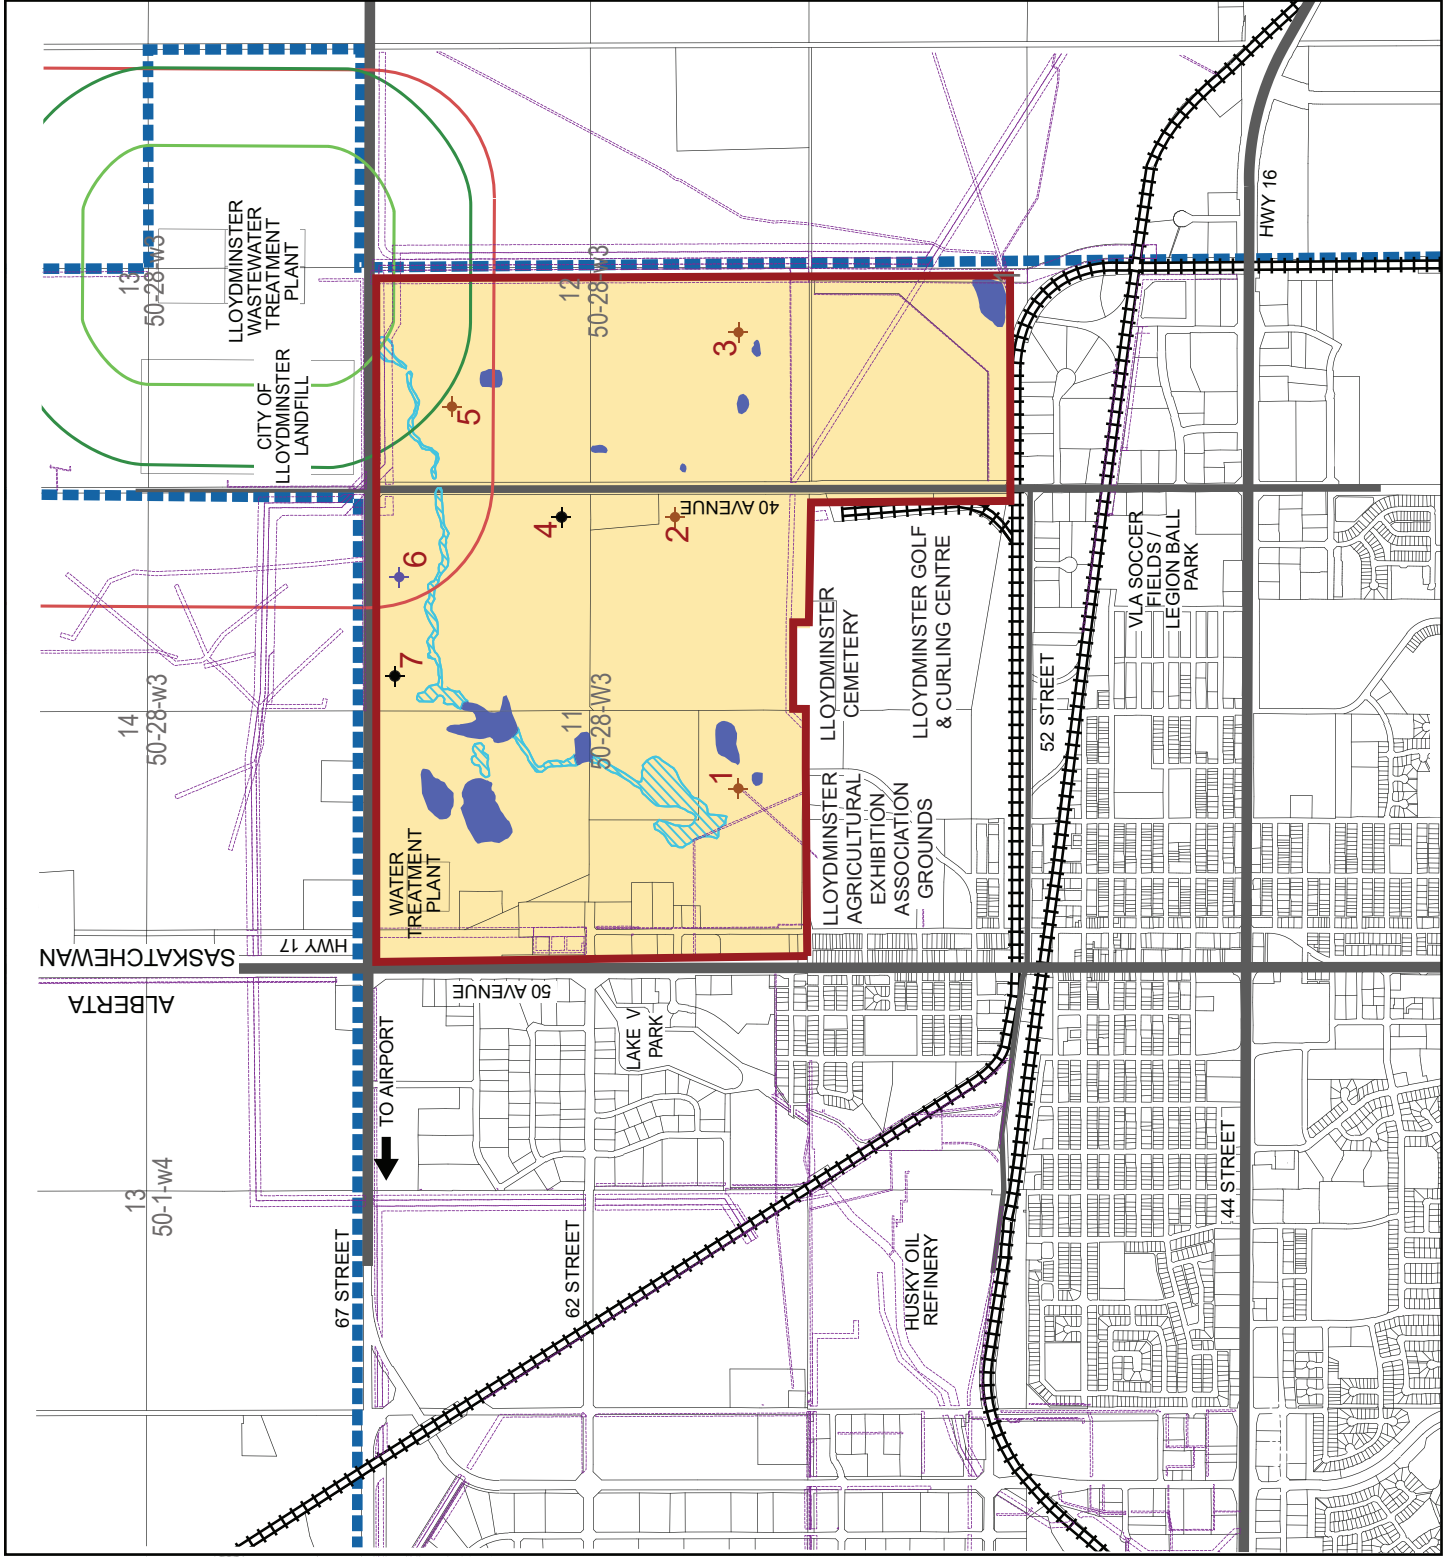 13
50-28-w3
LLOYDMINSTER
WASTEWATER
TREATMENT
PLANT
CITY OF
LLOYDMINSTER
LANDFILL
14
50-28-w3
SASKATCHEWAN
ALBERTA
HWY 17
13
50-1-w4
67 STREET
TO AIRPORT
50 AVENUE
WATER
TREATMENT
PLANT
7
6
5
4
3
2
1
12
50-28-w3
11
50-28-W3
40 AVENUE
1
62 STREET
LAKE V
PARK
LLOYDMINSTER
CEMETERY
LLOYDMINSTER GOLF
& CURLING CENTRE
LLOYDMINSTER
AGRICULTURAL
EXHIBITION
ASSOCIATION
GROUNDS
HUSKY OIL
REFINERY
52 STREET
VLA SOCCER
FIELDS /
LEGION BALL
PARK
HWY 16
44 STREET